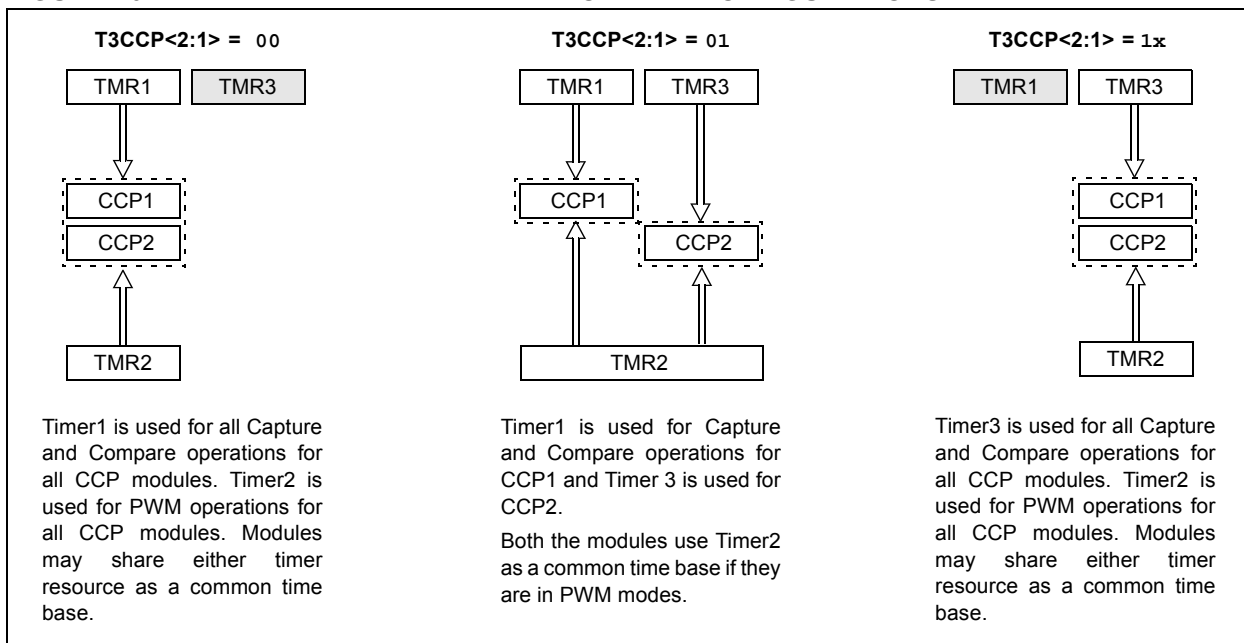 T3CCP<2:1> = 00
TMR1 TMR3
CCP1
CCP2
TMR2
Timer1 is used for all Capture
and Compare operations for
all CCP modules. Timer2 is
used for PWM operations for
all CCP modules. Modules
may share either timer
resource as a common time
base.
T3CCP<2:1> = 01
TMR1 TMR3
CCP1
CCP2
TMR2
Timer1 is used for Capture
and Compare operations for
CCP1 and Timer 3 is used for
CCP2.
Both the modules use Timer2
as a common time base if they
are in PWM modes.
T3CCP<2:1> = 1x
TMR1 TMR3
CCP1
CCP2
TMR2
Timer3 is used for all Capture
and Compare operations for
all CCP modules. Timer2 is
used for PWM operations for
all CCP modules. Modules
may share either timer
resource as a common time
base.